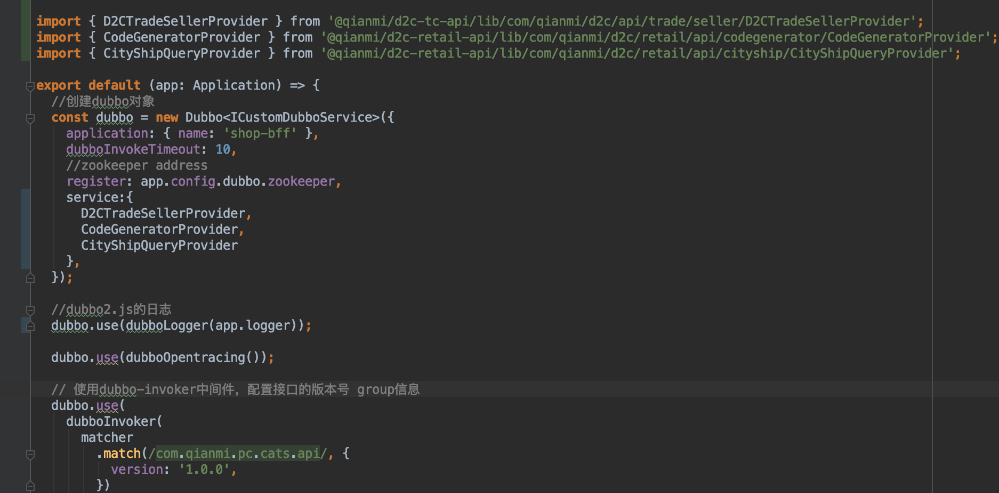 import { D2CTradeSellerProvider } from '@qianmi/d2c-tc-api/lib/com/qianmi/d2c/api/trade/seller/D2CTradeSellerProvider';
import { CodeGeneratorProvider } from '@qianmi/d2c-retail-api/lib/com/qianmi/d2c/retail/api/codegenerator/CodeGeneratorProvider';
import { CityShipQueryProvider } from '@qianmi/d2c-retail-api/lib/com/qianmi/d2c/retail/api/cityship/CityShipQueryProvider';
export default (app: Application) => {
//创建dubbo对象
const dubbo = new Dubbo<ICustomDubboService>({
application: { name: 'shop-bff' },
dubboInvokeTimeout: 10,
//zookeeper address
register: app.config.dubbo.zookeeper,
service:{
D2CTradeSellerProvider,
CodeGeneratorProvider,
CityShipQueryProvider
},
});
//dubbo2.js的日志
dubbo.use(dubboLogger(app.logger));
dubbo.use(dubboOpentracing());
// 使用dubbo-invoker中间件，配置接口的版本号 group信息
dubbo.use(
dubboInvoker(
matcher
.match(/com.qianmi.pc.cats.api/, {
version: '1.0.0',
})